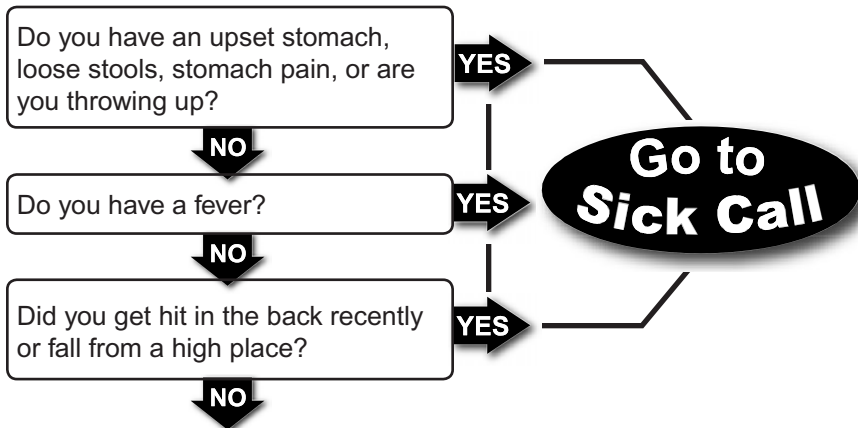 Do you have an upset stomach,
loose stools, stomach pain, or are
you throwing up?
YES
NO
Do you have a fever?
YES
NO
Did you get hit in the back recently
or fall from a high place?
YES
NO
Go to
Sick Call